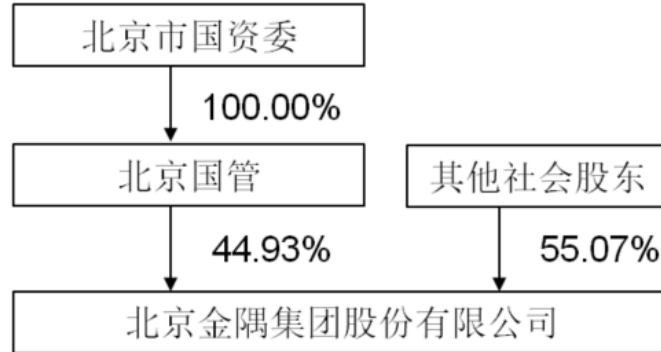 北京市国资委
100.00%
北京国管
其他社会股东
44.93%
55.07%
北京金隅集团股份有限公司